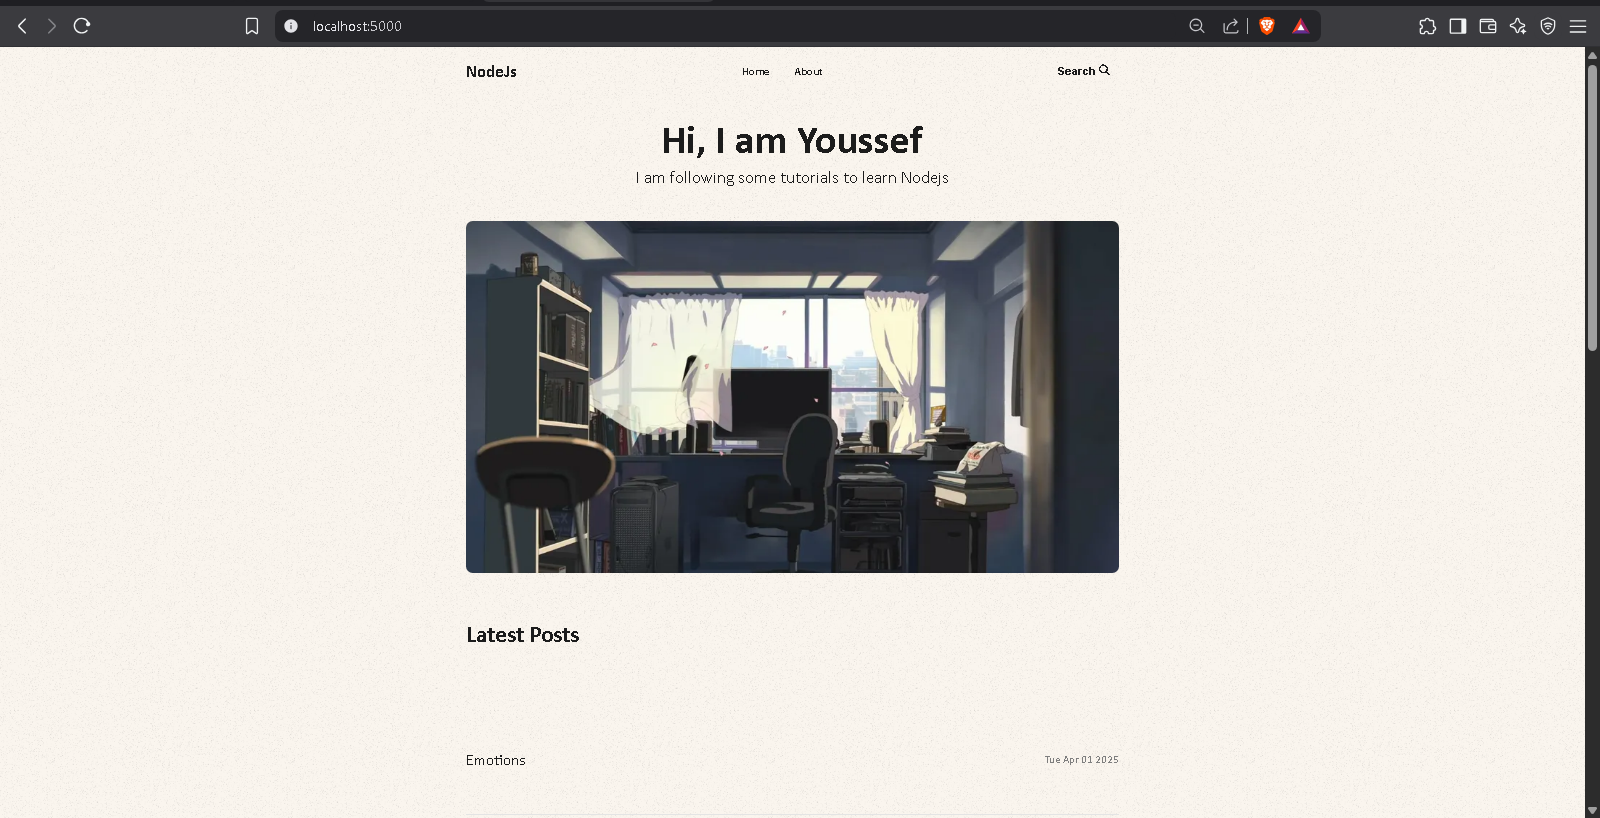 localhost:5000
NodeJs
Home About
Search
Hi, I am Youssef
I am following some tutorials to learn Nodejs
Latest Posts
Emotions
Tue Apr 01 2025